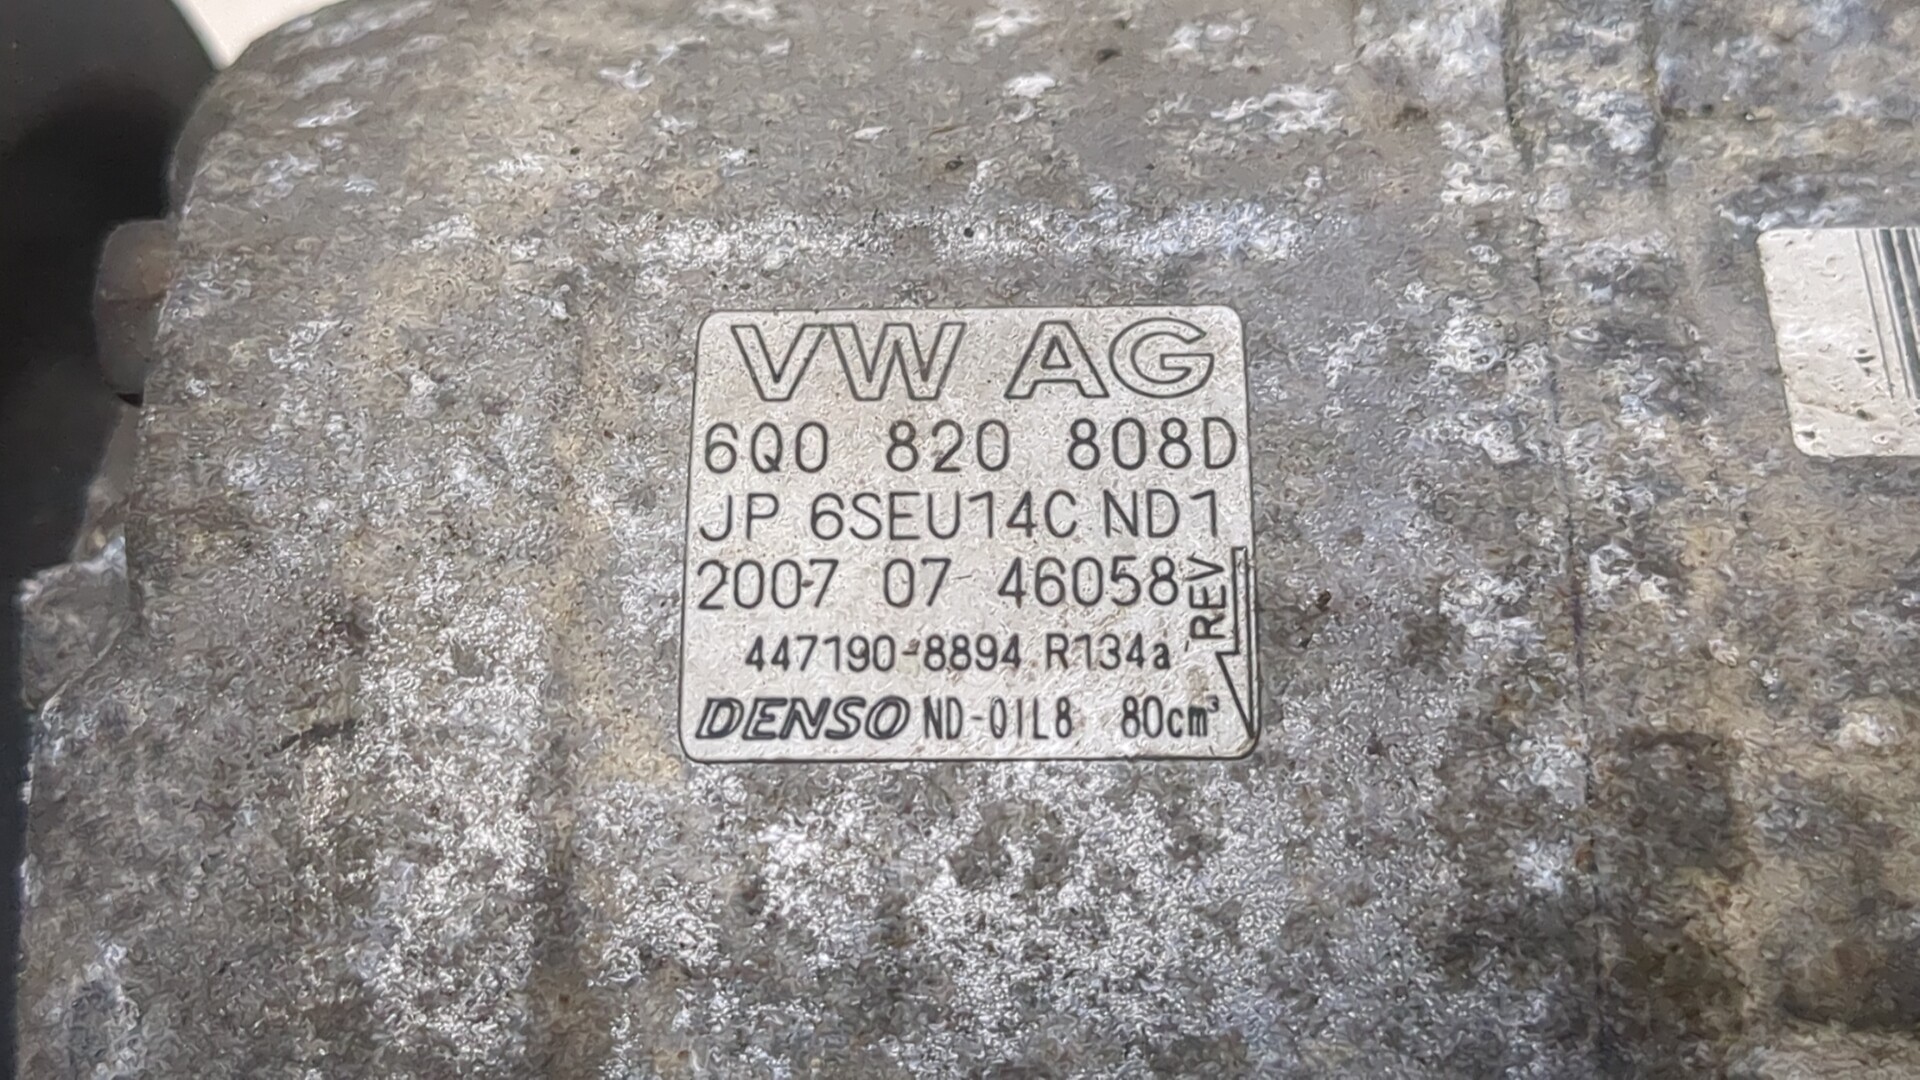 VW AG
6Q0 820 808D
JP 6SEU14C ND1
2007 07 46058
REV
447190-8894 R134a
DENSO ND-OIL8 80cm³